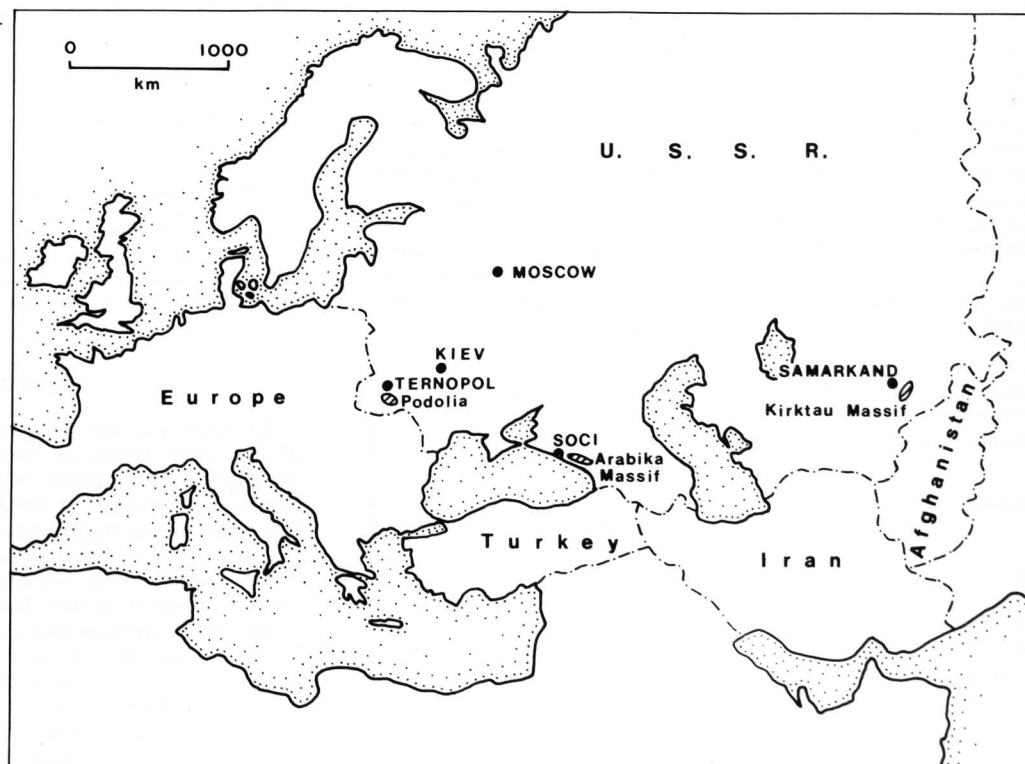 0 1000
km
U. S. S. R.
MOSCOW
KIEV
TERNOPOL
Podolia
Europe
SAMARKAND
Kirktau Massif
SOCI
Arabika
Massif
Afghanistan
Turkey
Iran